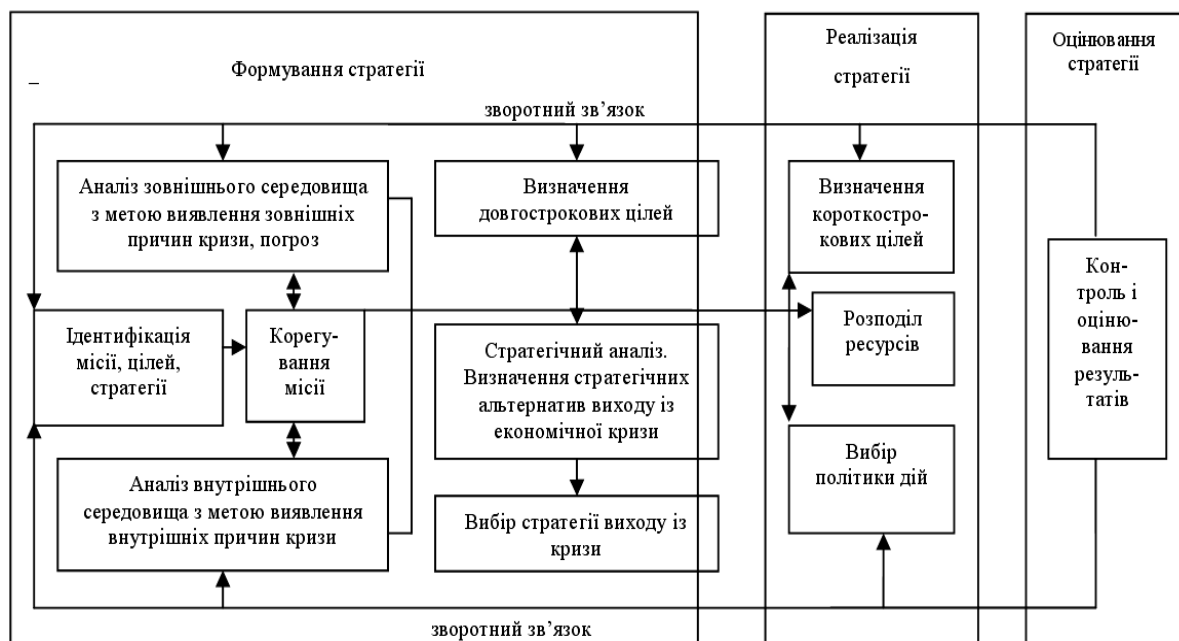 Формування стратегії
Реалізація
стратегії
Оцінювання
стратегії
зворотний зв’язок
Аналіз зовнішнього середовища
з метою виявлення зовнішніх
причин кризи, погроз
Визначення
довгострокових цілей
Визначення
короткостро-
кових цілей
Ідентифікація
місії, цілей,
стратегії
Корегу-
вання
місії
Стратегічний аналіз.
Визначення стратегічних
альтернатив виходу із
економічної кризи
Розподіл
ресурсів
Кон-
троль і
оціню-
вання
резуль-
татів
Аналіз внутрішнього
середовища з метою виявлення
внутрішніх причин кризи
Вибір стратегії виходу із
кризи
Вибір
політики дій
зворотний зв’язок